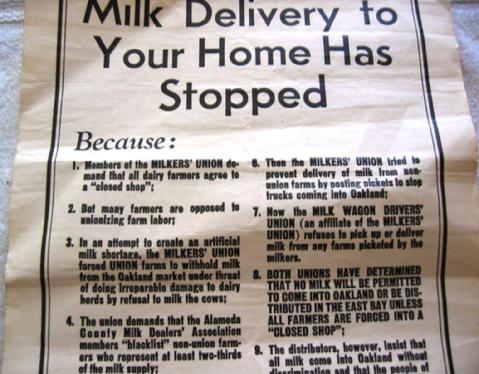 Milk Delivery to
Your Home Has
Stopped
Because:
1. Members of the MILKERS' UNION de-
mand that all dairy farmers agree to
a "closed shop";
2. But many farmers are opposed to
unionizing farm labor;
3. In an attempt to create an artificial
milk shortage, the MILKERS' UNION
forced UNION farms to withhold milk
from the Oakland market under threat
of doing irreparable damage to dairy
herds by refusal to milk the cows;
4. The union demands that the Alameda
County Milk Dealers' Association
members "blacklist" non-union farm-
ers who represent at least two-thirds
of the milk supply;
6. Then the MILKERS' UNION tried to
prevent delivery of milk from non-
union farms by posting pickets to stop
trucks coming into Oakland;
7. Now the MILK WAGON DRIVERS'
UNION (an affiliate of the MILKERS'
UNION) refuses to pick up or deliver
milk from any farms picketed by the
milkers.
8. BOTH UNIONS HAVE DETERMINED
THAT NO MILK WILL BE PERMITTED
TO COME INTO OAKLAND OR BE DIS-
TRIBUTED IN THE EAST BAY UNLESS
ALL FARMERS ARE FORCED INTO A
"CLOSED SHOP";
9. The distributors, however, insist that
all milk come into Oakland without
discrimination and that the people of